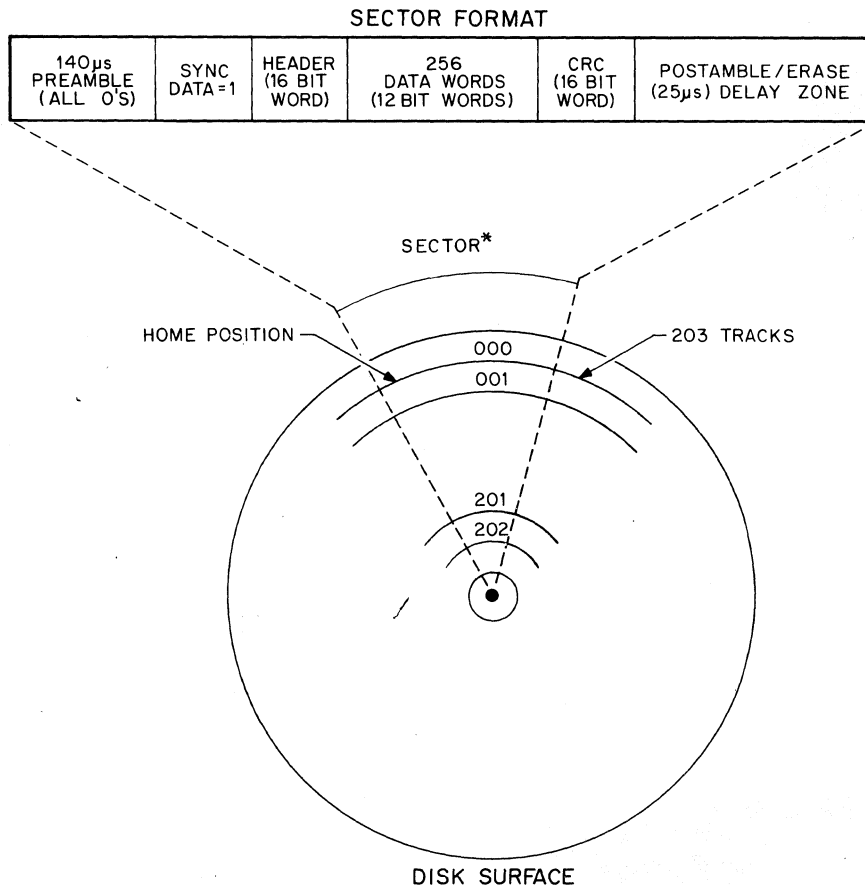 SECTOR FORMAT
140µs
PREAMBLE
(ALL O'S)
SYNC
DATA=1
HEADER
(16 BIT
WORD)
256
DATA WORDS
(12 BIT WORDS)
CRC
(16 BIT
WORD)
POSTAMBLE/ERASE
(25µs) DELAY ZONE
SECTOR*
HOME POSITION
203 TRACKS
000
001
201
202
DISK SURFACE